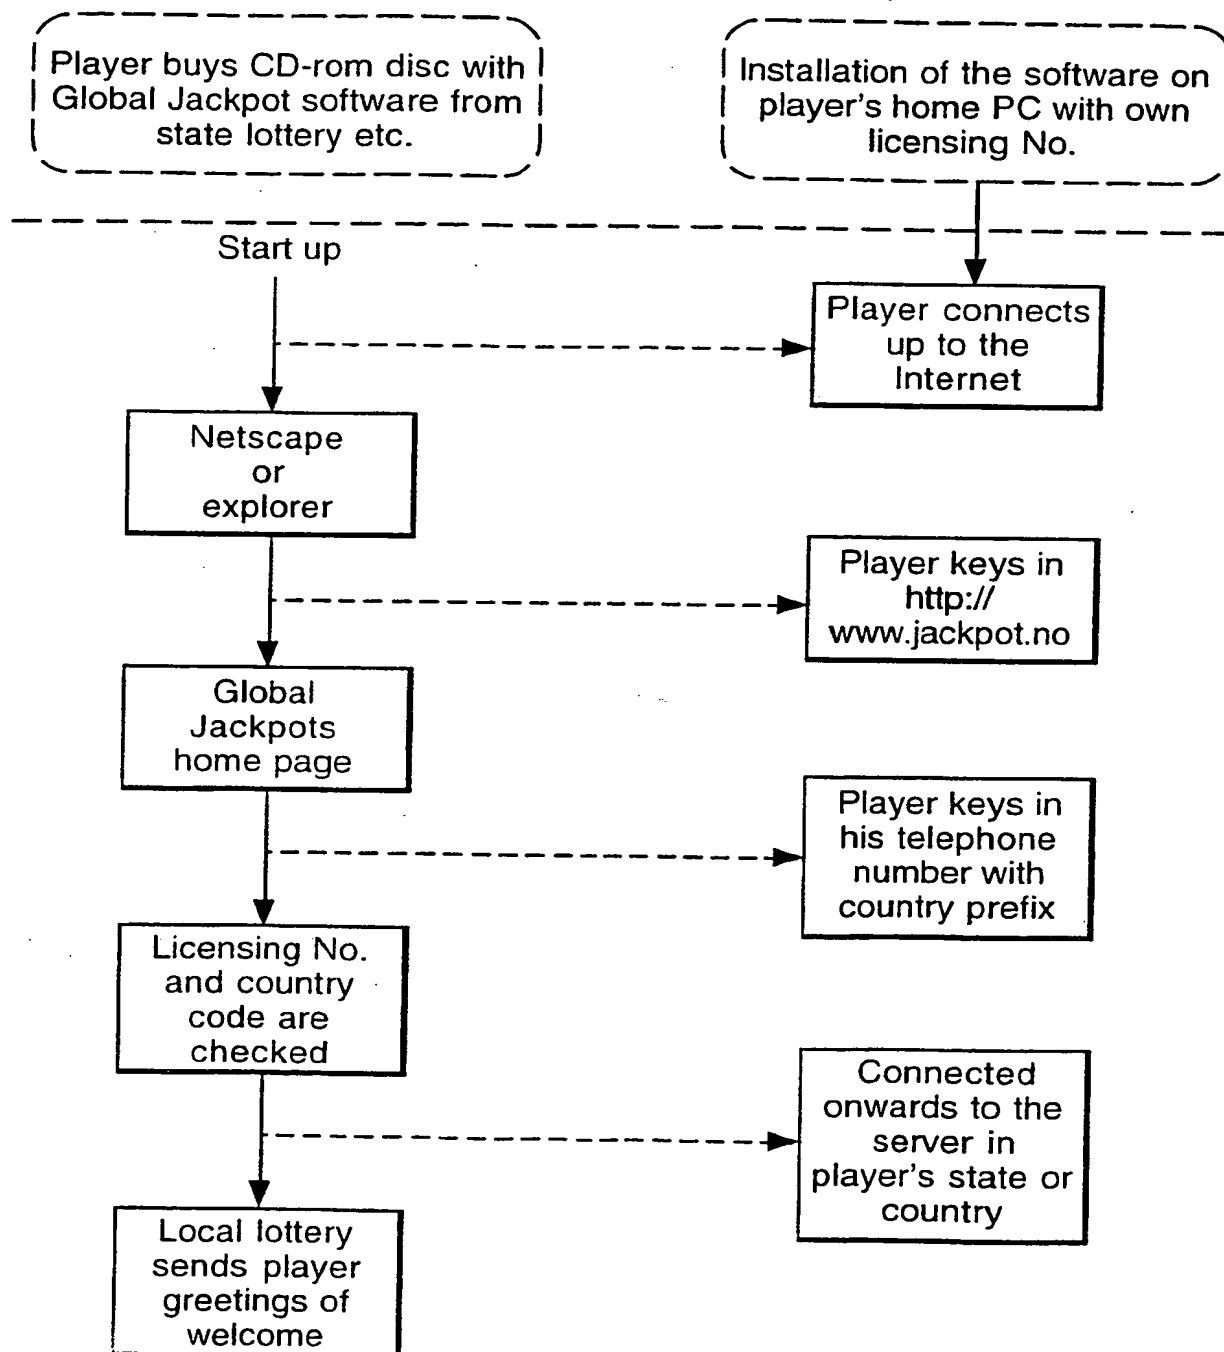 Player buys CD-rom disc with
Global Jackpot software from
state lottery etc.
Installation of the software on
player's home PC with own
licensing No.
Start up
Player connects
up to the
Internet
Netscape
or
explorer
Player keys in
http://
www.jackpot.no
Global
Jackpots
home page
Player keys in
his telephone
number with
country prefix
Licensing No.
and country
code are
checked
Connected
onwards to the
server in
player's state or
country
Local lottery
sends player
greetings of
welcome